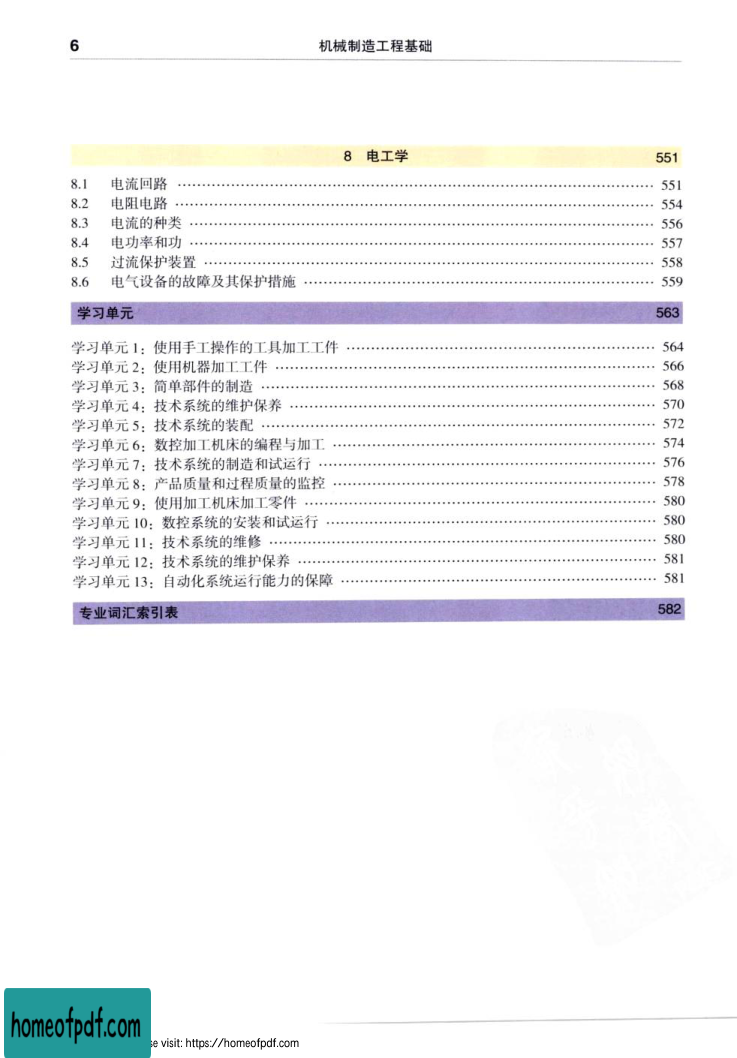 6 机械制造工程基础
8 电工学 551
8.1 电流回路 …… 551
8.2 电阻电路 …… 554
8.3 电流的种类 …… 556
8.4 电功率和功 …… 557
8.5 过流保护装置 …… 558
8.6 电气设备的故障及其保护措施 …… 559
学习单元 563
学习单元 1：使用手工操作的工具加工工件 …… 564
学习单元 2：使用机器加工工件 …… 566
学习单元 3：简单部件的制造 …… 568
学习单元 4：技术系统的维护保养 …… 570
学习单元 5：技术系统的装配 …… 572
学习单元 6：数控加工机床的编程与加工 …… 574
学习单元 7：技术系统的制造和试运行 …… 576
学习单元 8：产品质量和过程质量的监控 …… 578
学习单元 9：使用加工机床加工零件 …… 580
学习单元 10：数控系统的安装和试运行 …… 580
学习单元 11：技术系统的维修 …… 580
学习单元 12：技术系统的维护保养 …… 581
学习单元 13：自动化系统运行能力的保障 …… 581
专业词汇索引表 582
homeofpdf.com
se visit: https://homeofpdf.com